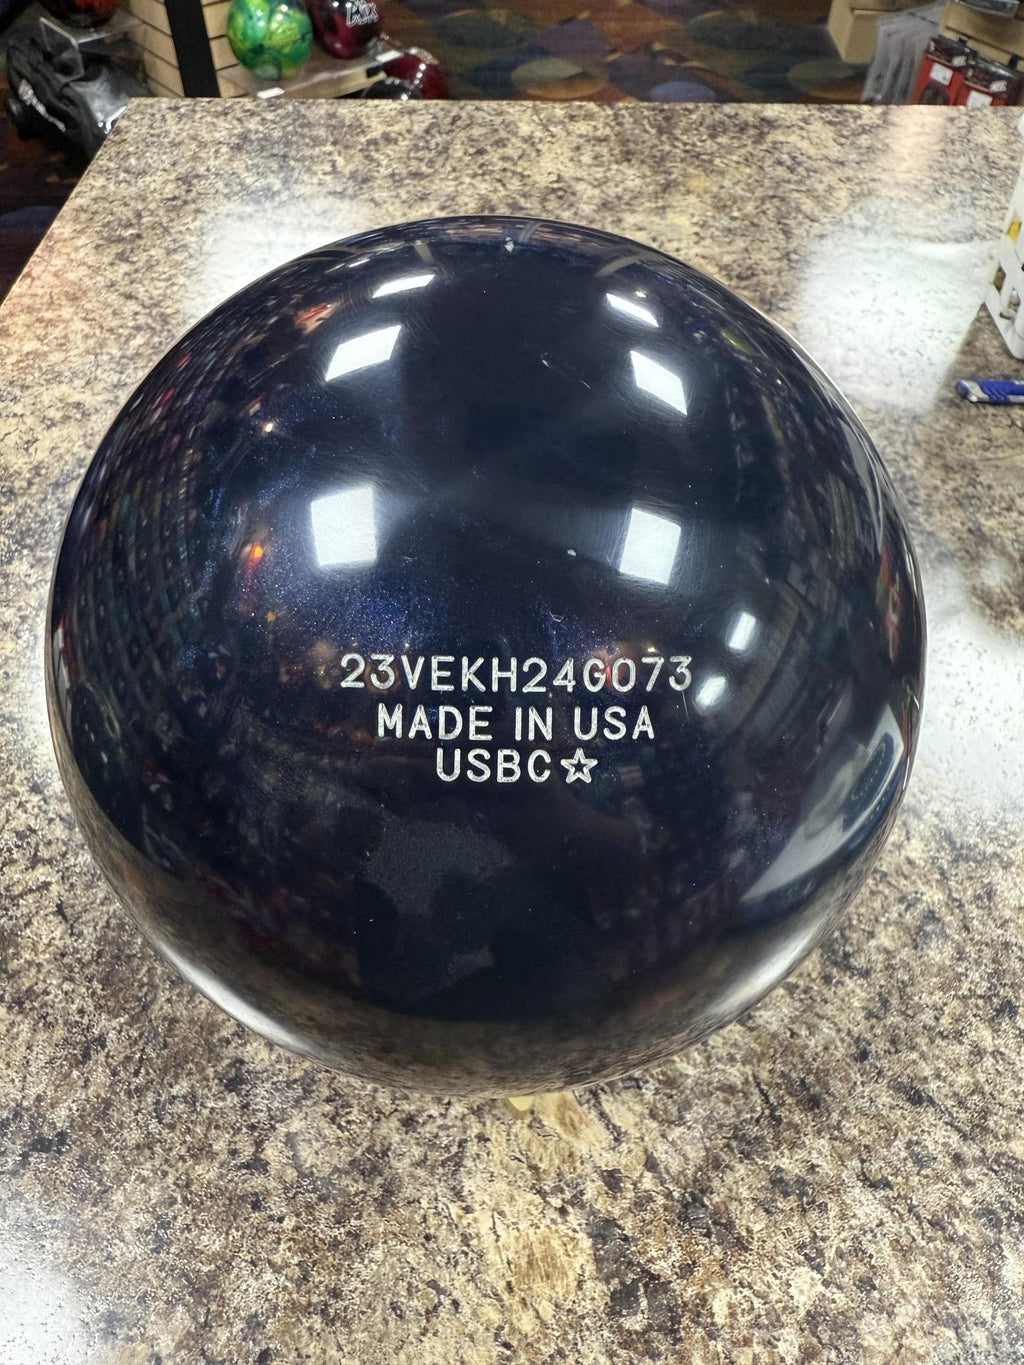 23VEKH24G073
MADE IN USA
USBC☆